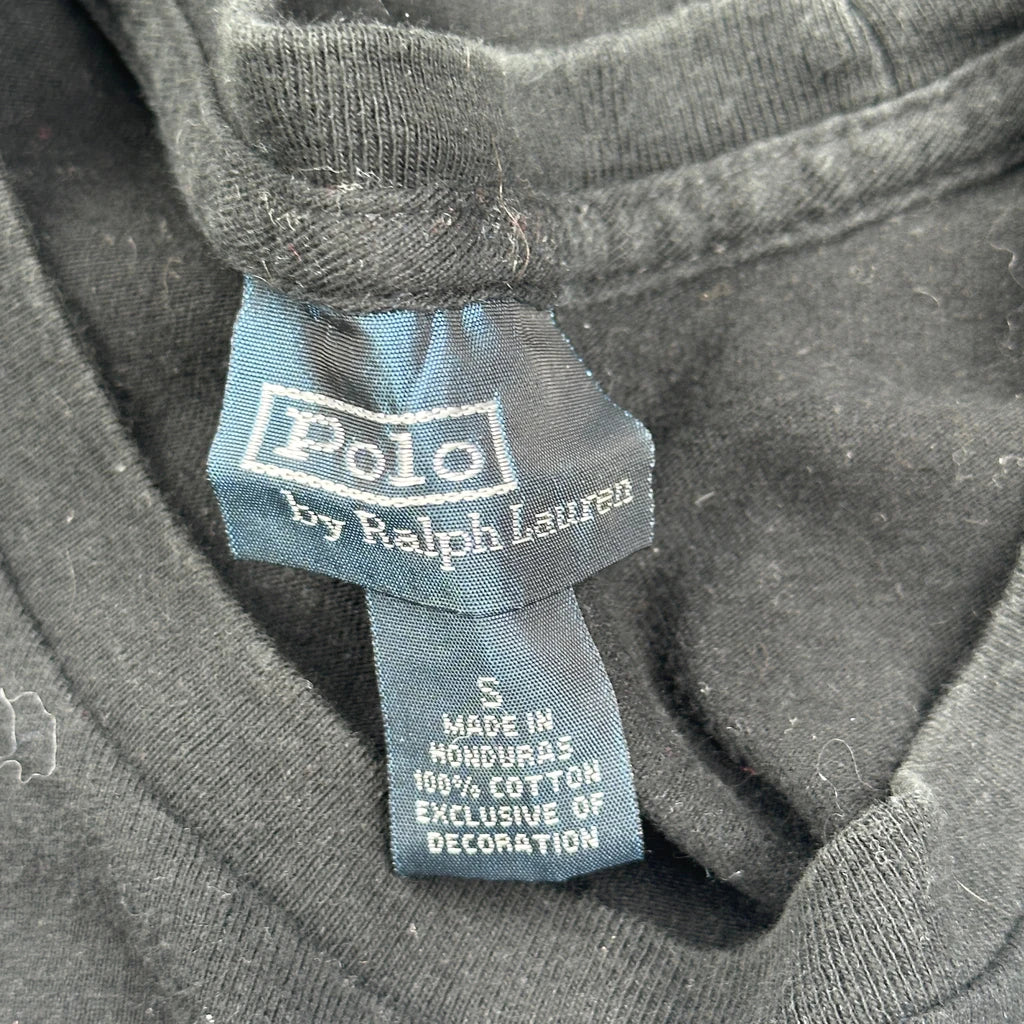 Polo
by Ralph Lauren
S
MADE IN
HONDURAS
100% COTTON
EXCLUSIVE OF
DECORATION